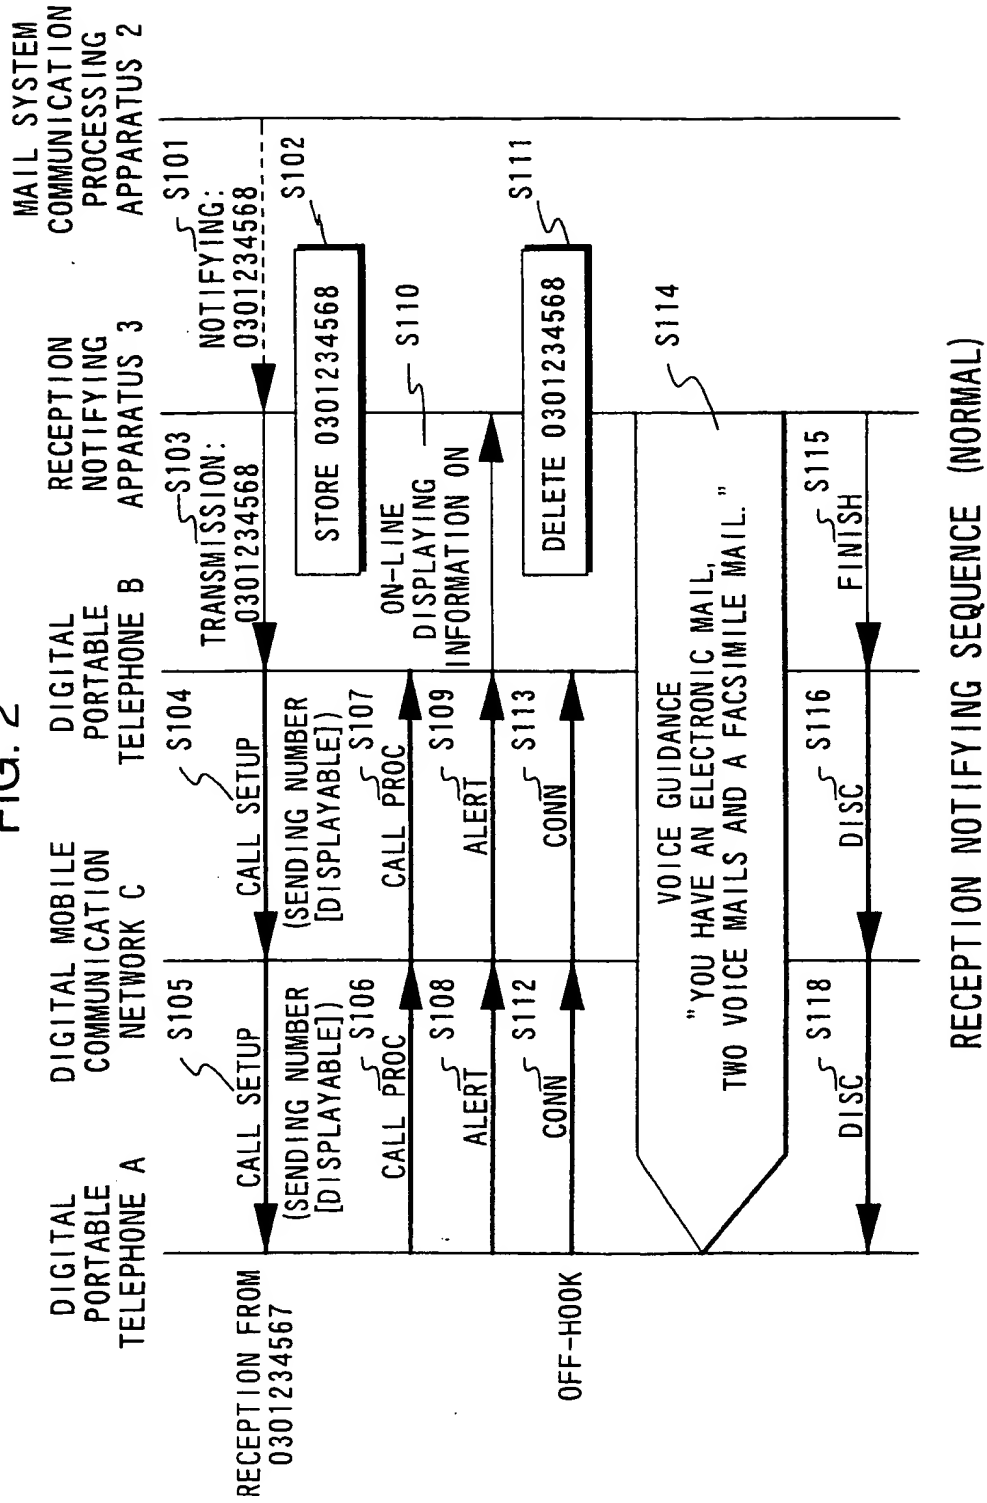 FIG. 2
DIGITAL
PORTABLE
TELEPHONE A
DIGITAL MOBILE
COMMUNICATION
NETWORK C
DIGITAL
PORTABLE
TELEPHONE B
RECEPTION
NOTIFYING
APPARATUS 3
MAIL SYSTEM
COMMUNICATION
PROCESSING
APPARATUS 2
S101
NOTIFYING:
0301234568
S102
STORE 0301234568
S103
TRANSMISSION:
0301234568
S104
CALL SETUP
(SENDING NUMBER
[DISPLAYABLE])
S105
CALL SETUP
(SENDING NUMBER
[DISPLAYABLE])
RECEPTION FROM
0301234567
S106
CALL PROC
S107
CALL PROC
S108
ALERT
S109
ALERT
S110
ON-LINE
DISPLAYING
INFORMATION ON
S111
DELETE 0301234568
OFF-HOOK
S112
CONN
S113
CONN
S114
VOICE GUIDANCE
"YOU HAVE AN ELECTRONIC MAIL,
TWO VOICE MAILS AND A FACSIMILE MAIL."
S115
FINISH
S116
DISC
S118
DISC
RECEPTION NOTIFYING SEQUENCE (NORMAL)